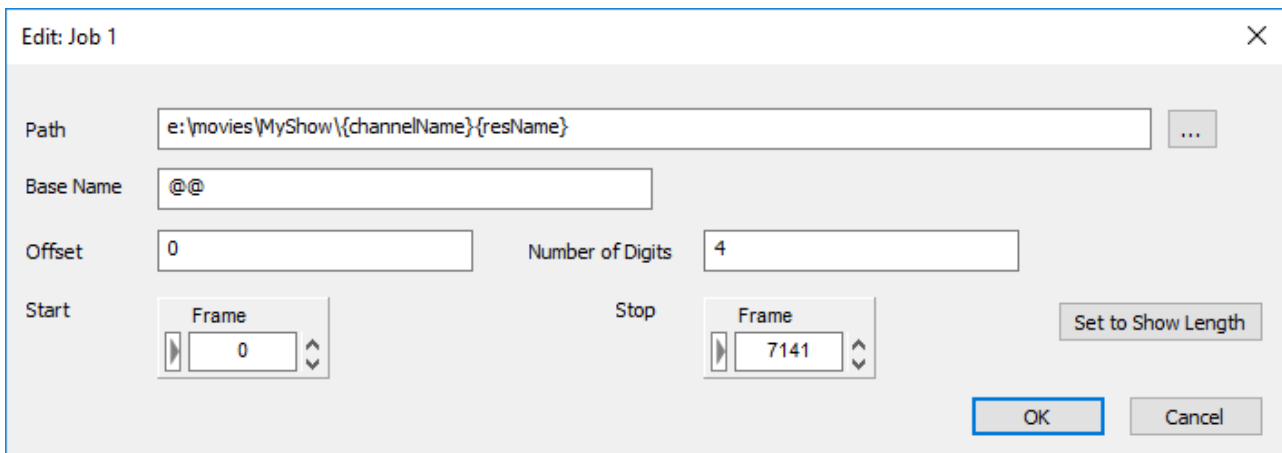 Edit: Job 1
Path e:\movies\MyShow\{channelName}{resName} ...
Base Name @@
Offset 0 Number of Digits 4
Start Frame Stop Frame Set to Show Length
0 7141
OK Cancel